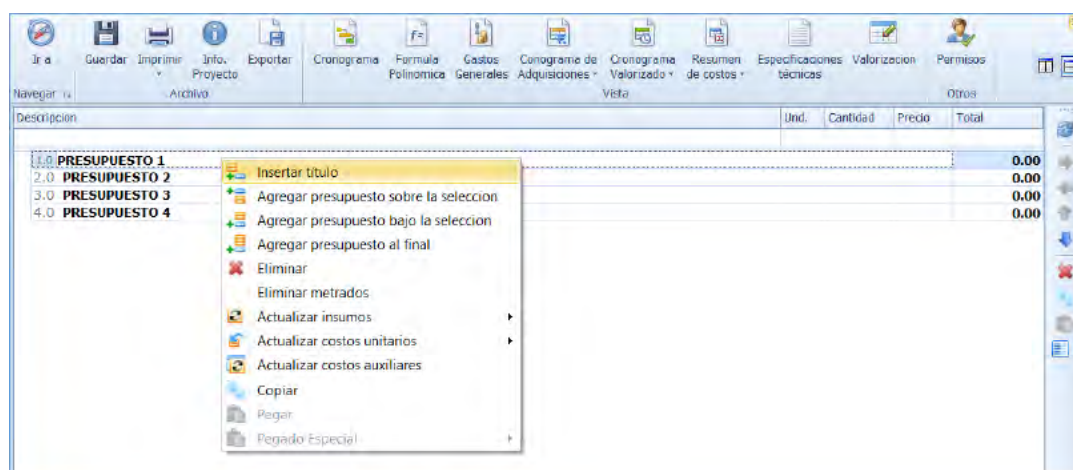 Ir a Guardar Imprimir Info. Proyecto Exportar Cronograma Formula Polinomica Gastos Generales Conograma de Adquisiciones Cronograma Valorizado Resumen de costos Especificaciones técnicas Valorizacion Permisos
Navegar Archivo Vista Otros
Descripcion Und. Cantidad Precio Total
1.0 PRESUPUESTO 1 0.00
2.0 PRESUPUESTO 2 0.00
3.0 PRESUPUESTO 3 0.00
4.0 PRESUPUESTO 4 0.00
Insertar titulo
Agregar presupuesto sobre la seleccion
Agregar presupuesto bajo la seleccion
Agregar presupuesto al final
Eliminar
Eliminar metrados
Actualizar insumos
Actualizar costos unitarios
Actualizar costos auxiliares
Copiar
Pegar
Pegado Especial